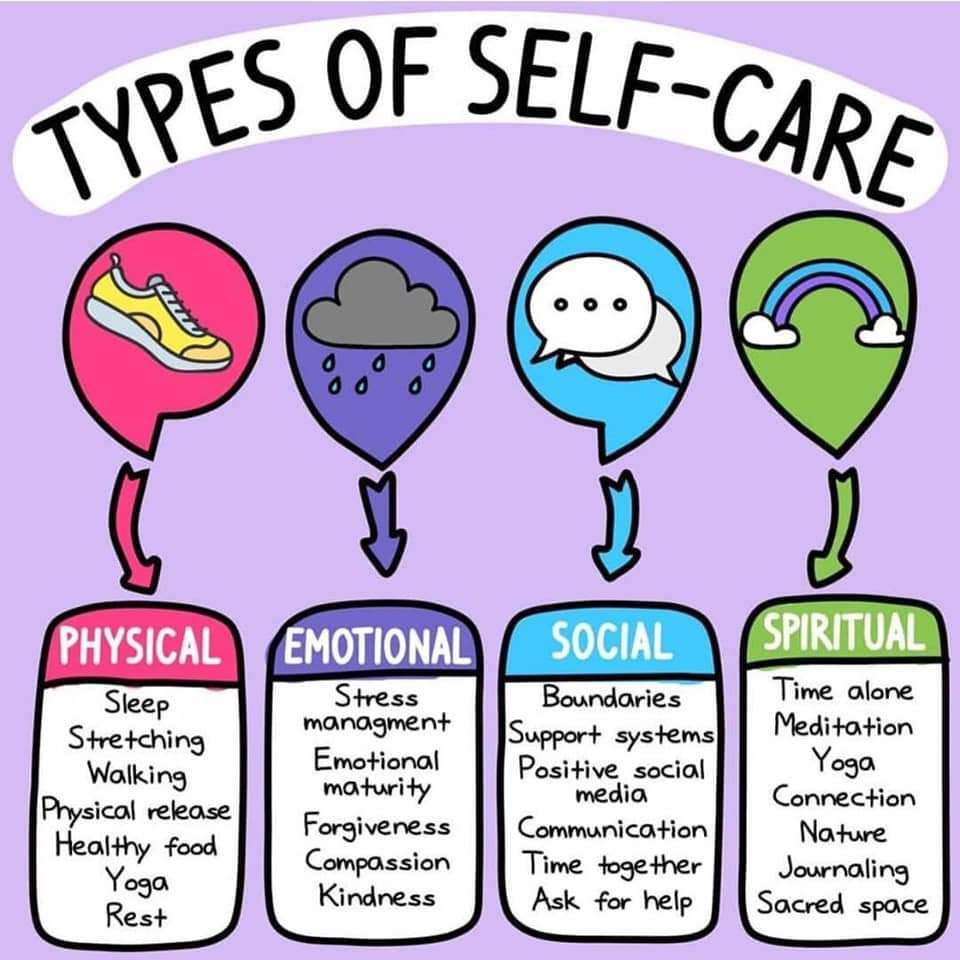 TYPES OF SELF-CARE
PHYSICAL
Sleep
Stretching
Walking
Physical release
Healthy food
Yoga
Rest
EMOTIONAL
Stress
managment
Emotional
maturity
Forgiveness
Compassion
Kindness
SOCIAL
Boundaries
Support systems
Positive social
media
Communication
Time together
Ask for help
SPIRITUAL
Time alone
Meditation
Yoga
Connection
Nature
Journaling
Sacred space